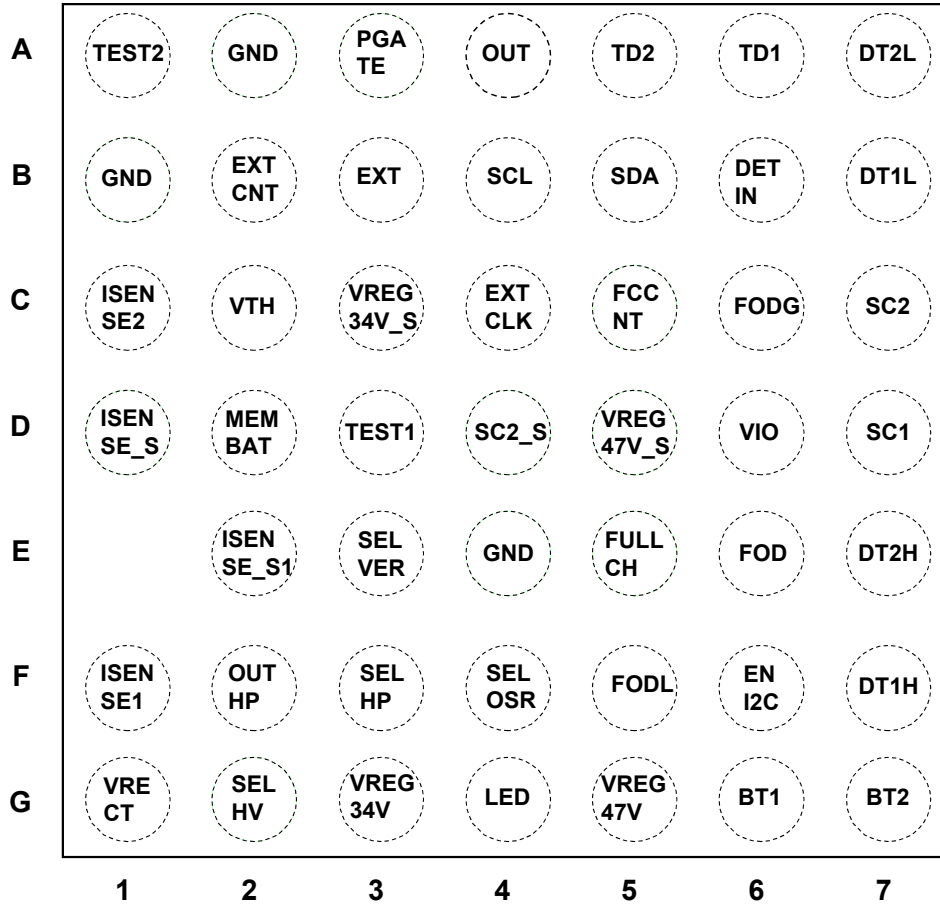 A
TEST2
GND
PGA
TE
OUT
TD2
TD1
DT2L
B
GND
EXT
CNT
EXT
SCL
SDA
DET
IN
DT1L
C
ISEN
SE2
VTH
VREG
34V_S
EXT
CLK
FCC
NT
FODG
SC2
D
ISEN
SE_S
MEM
BAT
TEST1
SC2_S
VREG
47V_S
VIO
SC1
E
ISEN
SE_S1
SEL
VER
GND
FULL
CH
FOD
DT2H
F
ISEN
SE1
OUT
HP
SEL
HP
SEL
OSR
FODL
EN
I2C
DT1H
G
VRE
CT
SEL
HV
VREG
34V
LED
VREG
47V
BT1
BT2
1
2
3
4
5
6
7